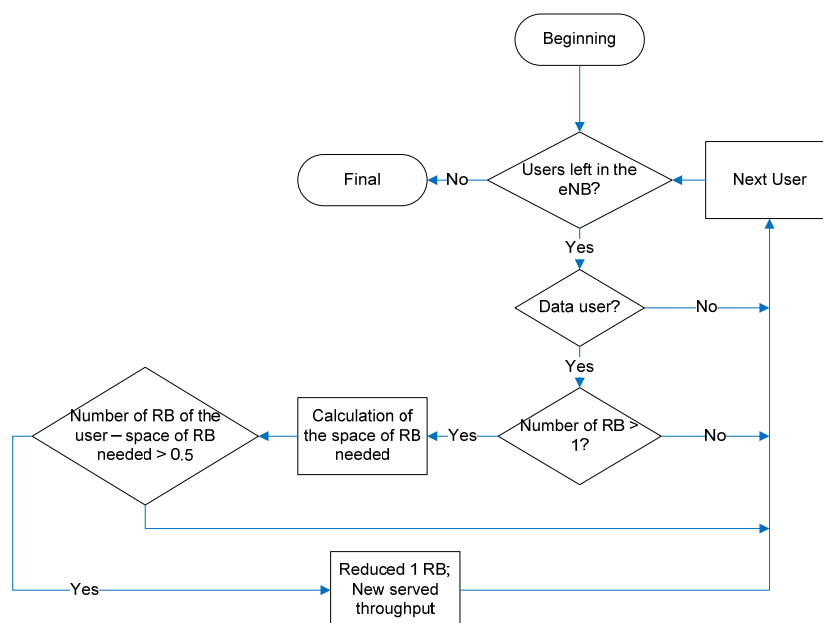 Beginning
Users left in the
eNB?
Next User
No
Final
Yes
Data user?
No
Yes
Number of RB >
1?
No
Yes
Calculation of
the space of RB
needed
Number of RB of the
user – space of RB
needed > 0.5
Yes
Reduced 1 RB;
New served
throughput